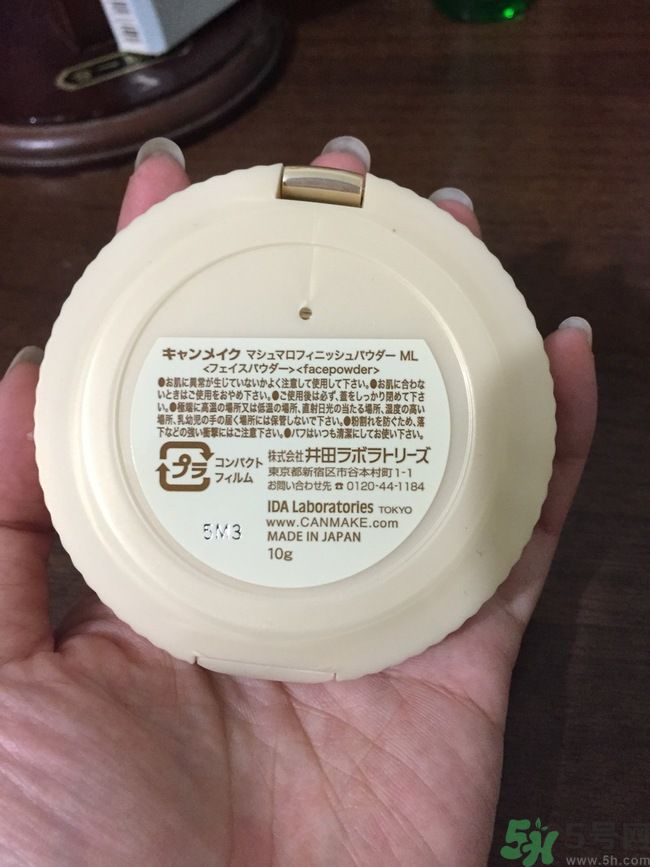 キャンメイク マシュマロフィニッシュパウダー ML
<フェイスパウダー><facepowder>
●お肌に異常が生じていないかよく注意して使用して下さい。●お肌に合わな
いときはご使用をおやめ下さい。●ご使用後は必ず、蓋をしっかり閉めて下さ
い。●極端に高温の場所又は低温の場所、直射日光の当たる場所、湿度の高い
場所、乳幼児の手の届く場所には保管しないで下さい。●粉割れを防ぐため、落
下などの強い衝撃にはご注意下さい。●パフはいつも清潔にしてお使い下さい。
プラ
コンパクト
フィルム
株式会社 井田ラボラトリーズ
東京都新宿区市谷本村町1-1
お問い合わせ先 ☎ 0120-44-1184
IDA Laboratories TOKYO
www.CANMAKE.com
MADE IN JAPAN
10g
5M3
5号网
www.5h.com